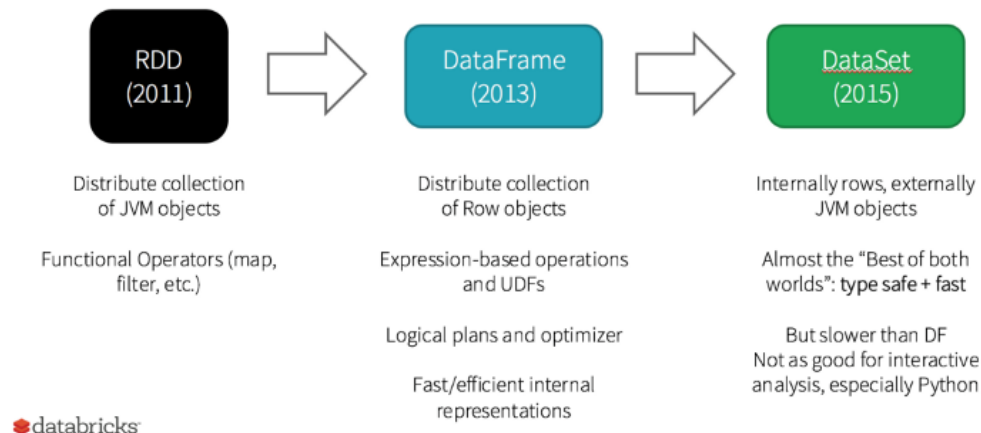 RDD
(2011)
DataFrame
(2013)
DataSet
(2015)
Distribute collection
of JVM objects
Functional Operators (map,
filter, etc.)
Distribute collection
of Row objects
Expression-based operations
and UDFs
Logical plans and optimizer
Fast/efficient internal
representations
Internally rows, externally
JVM objects
Almost the “Best of both
worlds”: type safe + fast
But slower than DF
Not as good for interactive
analysis, especially Python
databricks